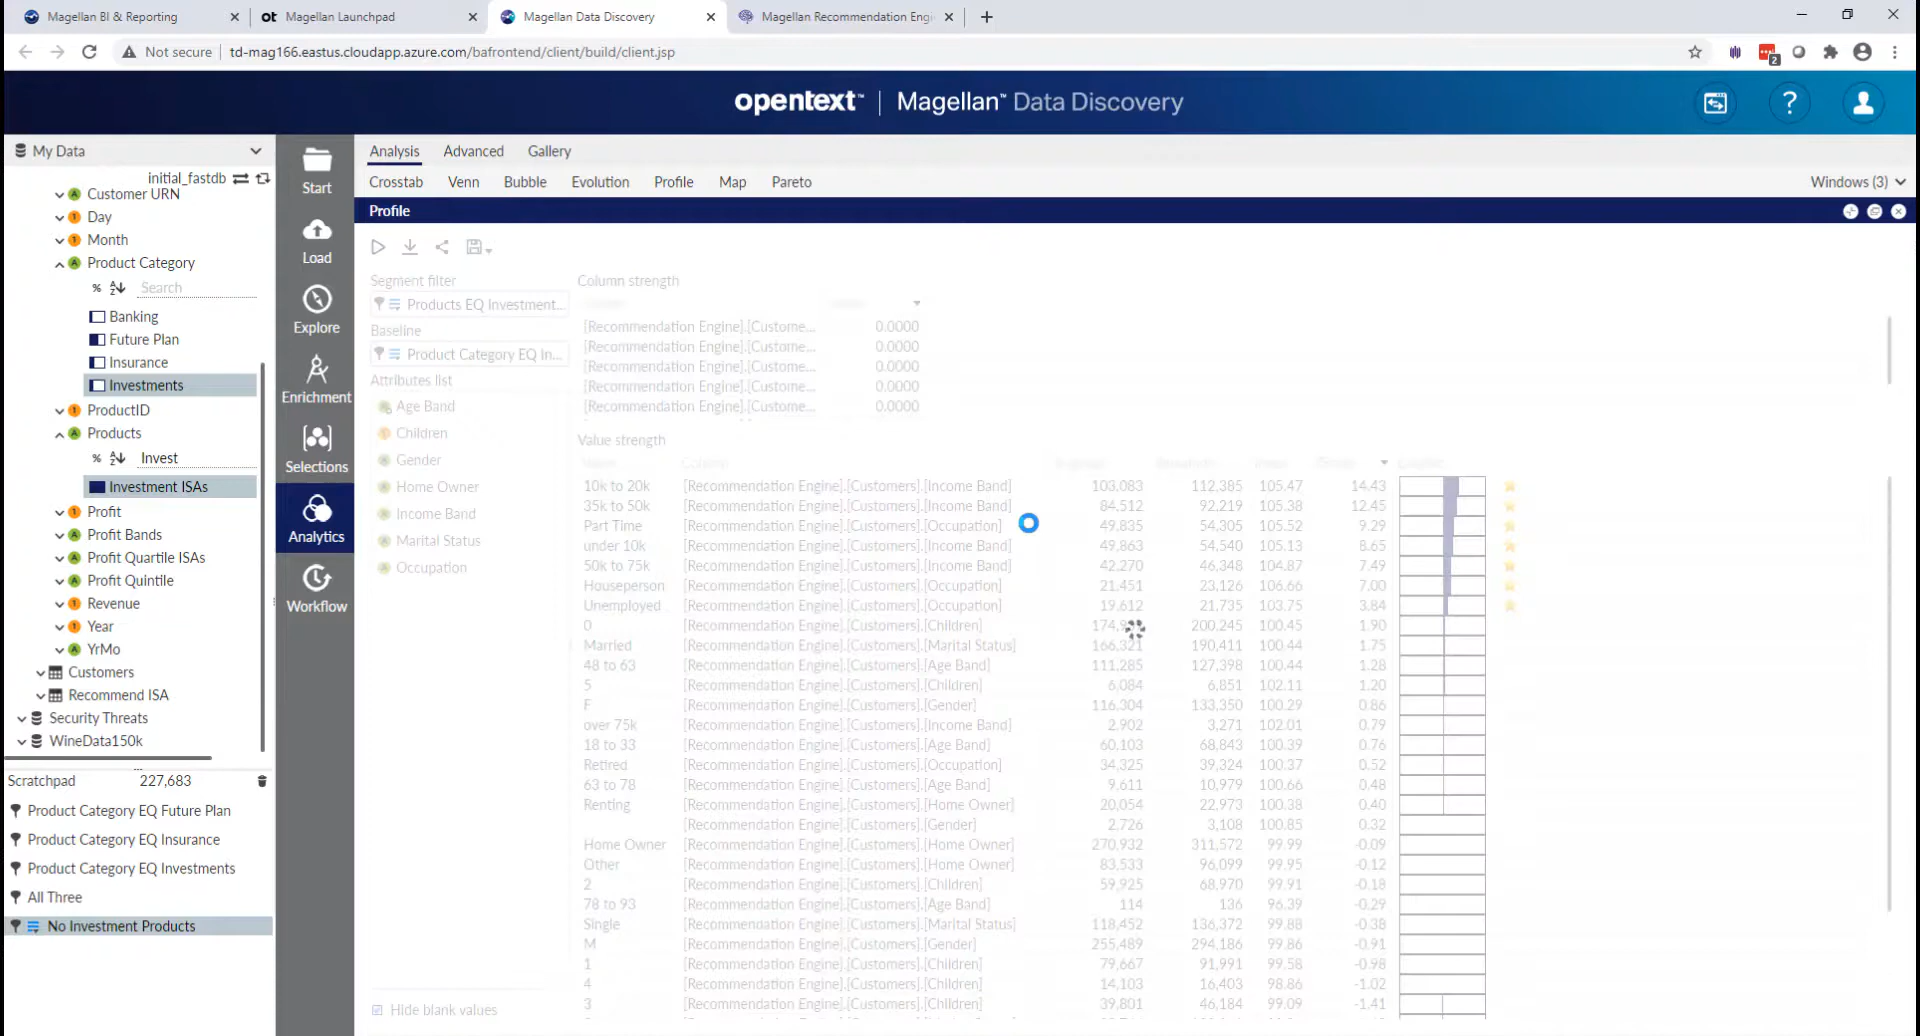 Magellan BI & Reporting
ot Magellan Launchpad
Magellan Data Discovery
Magellan Recommendation Engi
Not secure | td-mag166.eastus.cloudapp.azure.com/bafrontend/client/build/client.jsp
2
opentext™ | Magellan™ Data Discovery
?
My Data
initial_fastdb
Customer URN
Day
Month
Product Category
% Search
Banking
Future Plan
Insurance
Investments
ProductID
Products
% Invest
Investment ISAs
Profit
Profit Bands
Profit Quartile ISAs
Profit Quintile
Revenue
Year
YrMo
Customers
Recommend ISA
Security Threats
WineData150k
Scratchpad 227,683
Product Category EQ Future Plan
Product Category EQ Insurance
Product Category EQ Investments
All Three
No Investment Products
Start
Load
Explore
Enrichment
Selections
Analytics
Workflow
Analysis Advanced Gallery
Crosstab Venn Bubble Evolution Profile Map Pareto
Windows (3)
Profile
Segment filter
Products EQ Investment...
Baseline
Product Category EQ In...
Attributes list
Age Band
Children
Gender
Home Owner
Income Band
Marital Status
Occupation
Hide blank values
Column strength
[Recommendation Engine].[Custome... 0.0000
[Recommendation Engine].[Custome... 0.0000
[Recommendation Engine].[Custome... 0.0000
[Recommendation Engine].[Custome... 0.0000
[Recommendation Engine].[Custome... 0.0000
Value strength
10k to 20k [Recommendation Engine].[Customers].[Income Band] 103,083 112,385 105.47 14.43
35k to 50k [Recommendation Engine].[Customers].[Income Band] 84,512 92,219 105.38 12.45
Part Time [Recommendation Engine].[Customers].[Occupation] 49,835 54,305 105.52 9.29
under 10k [Recommendation Engine].[Customers].[Income Band] 49,863 54,540 105.13 8.65
50k to 75k [Recommendation Engine].[Customers].[Income Band] 42,270 46,348 104.87 7.49
Houseperson [Recommendation Engine].[Customers].[Occupation] 21,451 23,126 106.66 7.00
Unemployed [Recommendation Engine].[Customers].[Occupation] 19,612 21,735 103.75 3.84
0 [Recommendation Engine].[Customers].[Children] 200,245 100.45 1.90
Married [Recommendation Engine].[Customers].[Marital Status] 166,321 190,411 100.44 1.75
48 to 63 [Recommendation Engine].[Customers].[Age Band] 111,285 127,398 100.44 1.28
5 [Recommendation Engine].[Customers].[Children] 6,084 6,851 102.11 1.20
F [Recommendation Engine].[Customers].[Gender] 116,304 133,350 100.29 0.86
over 75k [Recommendation Engine].[Customers].[Income Band] 2,902 3,271 102.01 0.79
18 to 33 [Recommendation Engine].[Customers].[Age Band] 60,103 68,843 100.39 0.76
Retired [Recommendation Engine].[Customers].[Occupation] 34,325 39,324 100.37 0.52
63 to 78 [Recommendation Engine].[Customers].[Age Band] 9,611 10,979 100.66 0.48
Renting [Recommendation Engine].[Customers].[Home Owner] 20,054 22,973 100.38 0.40
[Recommendation Engine].[Customers].[Gender] 2,726 3,108 100.85 0.32
Home Owner [Recommendation Engine].[Customers].[Home Owner] 270,932 311,572 99.99 -0.09
Other [Recommendation Engine].[Customers].[Home Owner] 83,533 96,099 99.95 -0.12
2 [Recommendation Engine].[Customers].[Children] 59,925 68,970 99.91 -0.18
78 to 93 [Recommendation Engine].[Customers].[Age Band] 114 136 96.39 -0.29
Single [Recommendation Engine].[Customers].[Marital Status] 118,452 136,372 99.88 -0.38
M [Recommendation Engine].[Customers].[Gender] 255,489 294,186 99.86 -0.91
1 [Recommendation Engine].[Customers].[Children] 79,667 91,991 99.58 -0.98
4 [Recommendation Engine].[Customers].[Children] 14,103 16,403 98.86 -1.02
3 [Recommendation Engine].[Customers].[Children] 39,801 46,184 99.09 -1.41